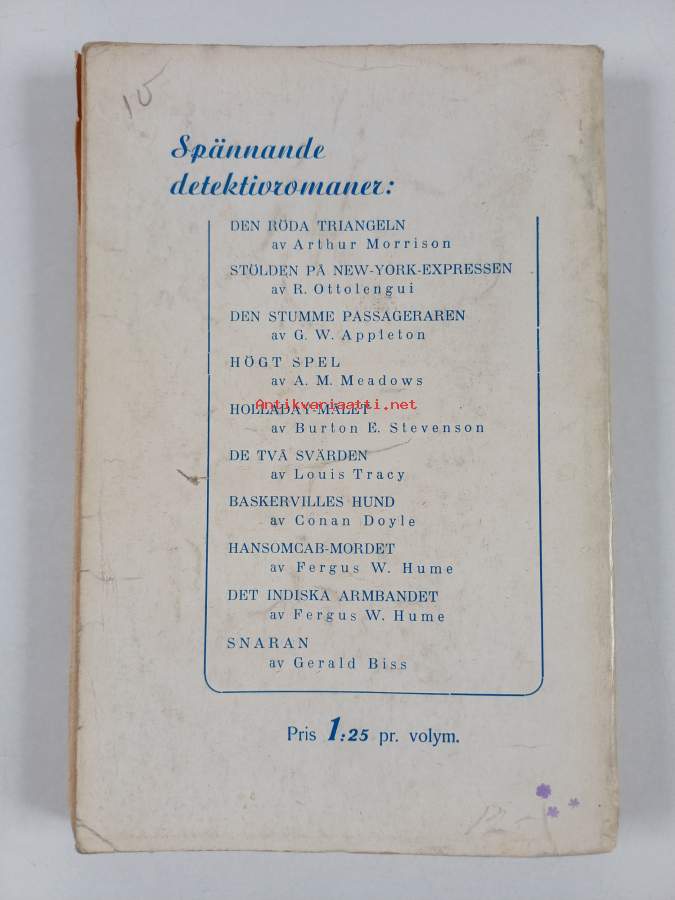 15
Spännande
detektivromaner:
DEN RÖDA TRIANGELN
av Arthur Morrison
STÖLDEN PÅ NEW-YORK-EXPRESSEN
av R. Ottolengui
DEN STUMME PASSAGERAREN
av G. W. Appleton
HÖGT SPEL
av A. M. Meadows
Antikvariaatti.net
HOLLADAY-MÅLET
av Burton E. Stevenson
DE TVÅ SVÄRDEN
av Louis Tracy
BASKERVILLES HUND
av Conan Doyle
HANSOMCAB-MORDET
av Fergus W. Hume
DET INDISKA ARMBANDET
av Fergus W. Hume
SNARAN
av Gerald Biss
Pris 1:25 pr. volym.